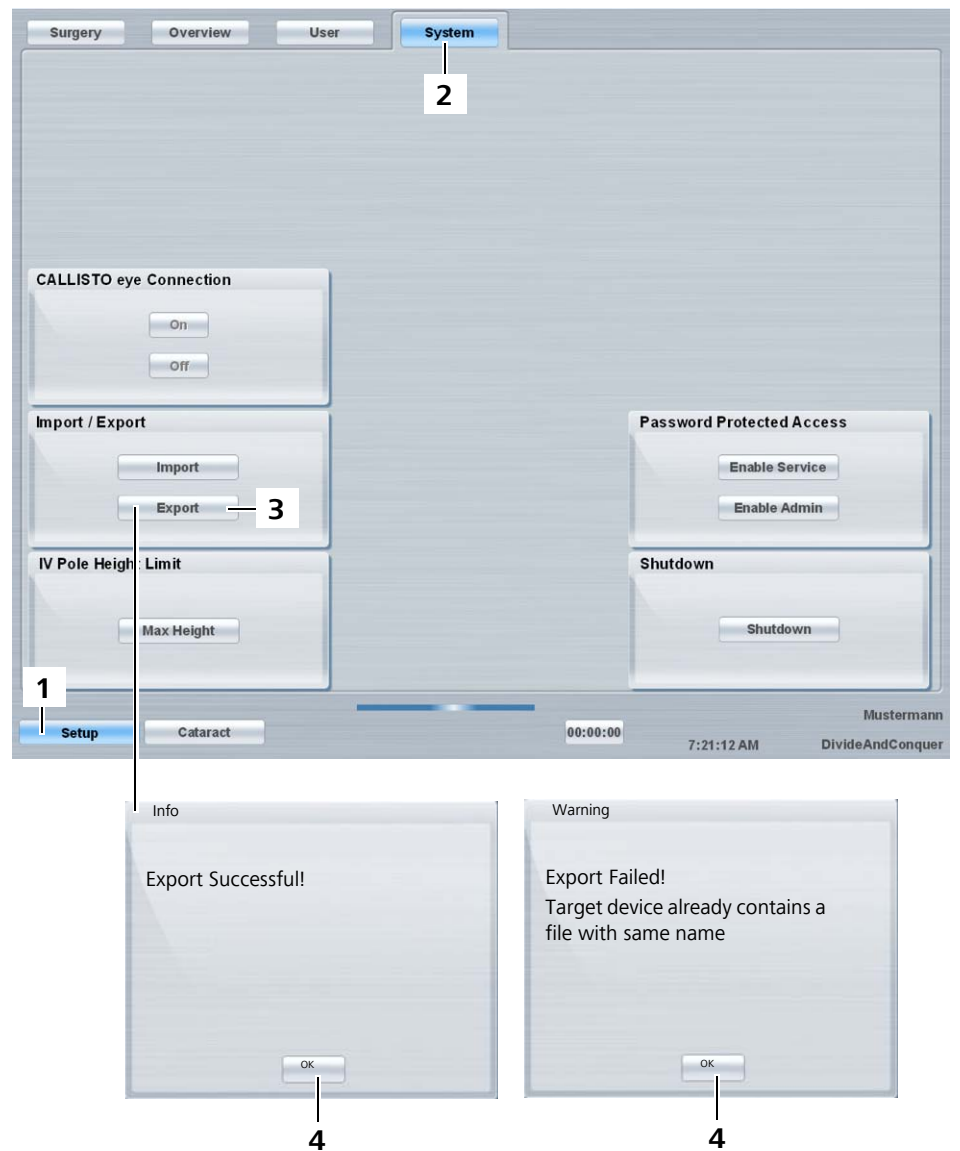 Surgery Overview User System
2
CALLISTO eye Connection
On
Off
Import / Export
Import
Export 3
IV Pole Height Limit
Max Height
Password Protected Access
Enable Service
Enable Admin
Shutdown
Shutdown
1
Setup Cataract 00:00:00 7:21:12 AM
Mustermann
DivideAndConquer
Info
Export Successful!
OK
4
Warning
Export Failed!
Target device already contains a
file with same name
OK
4